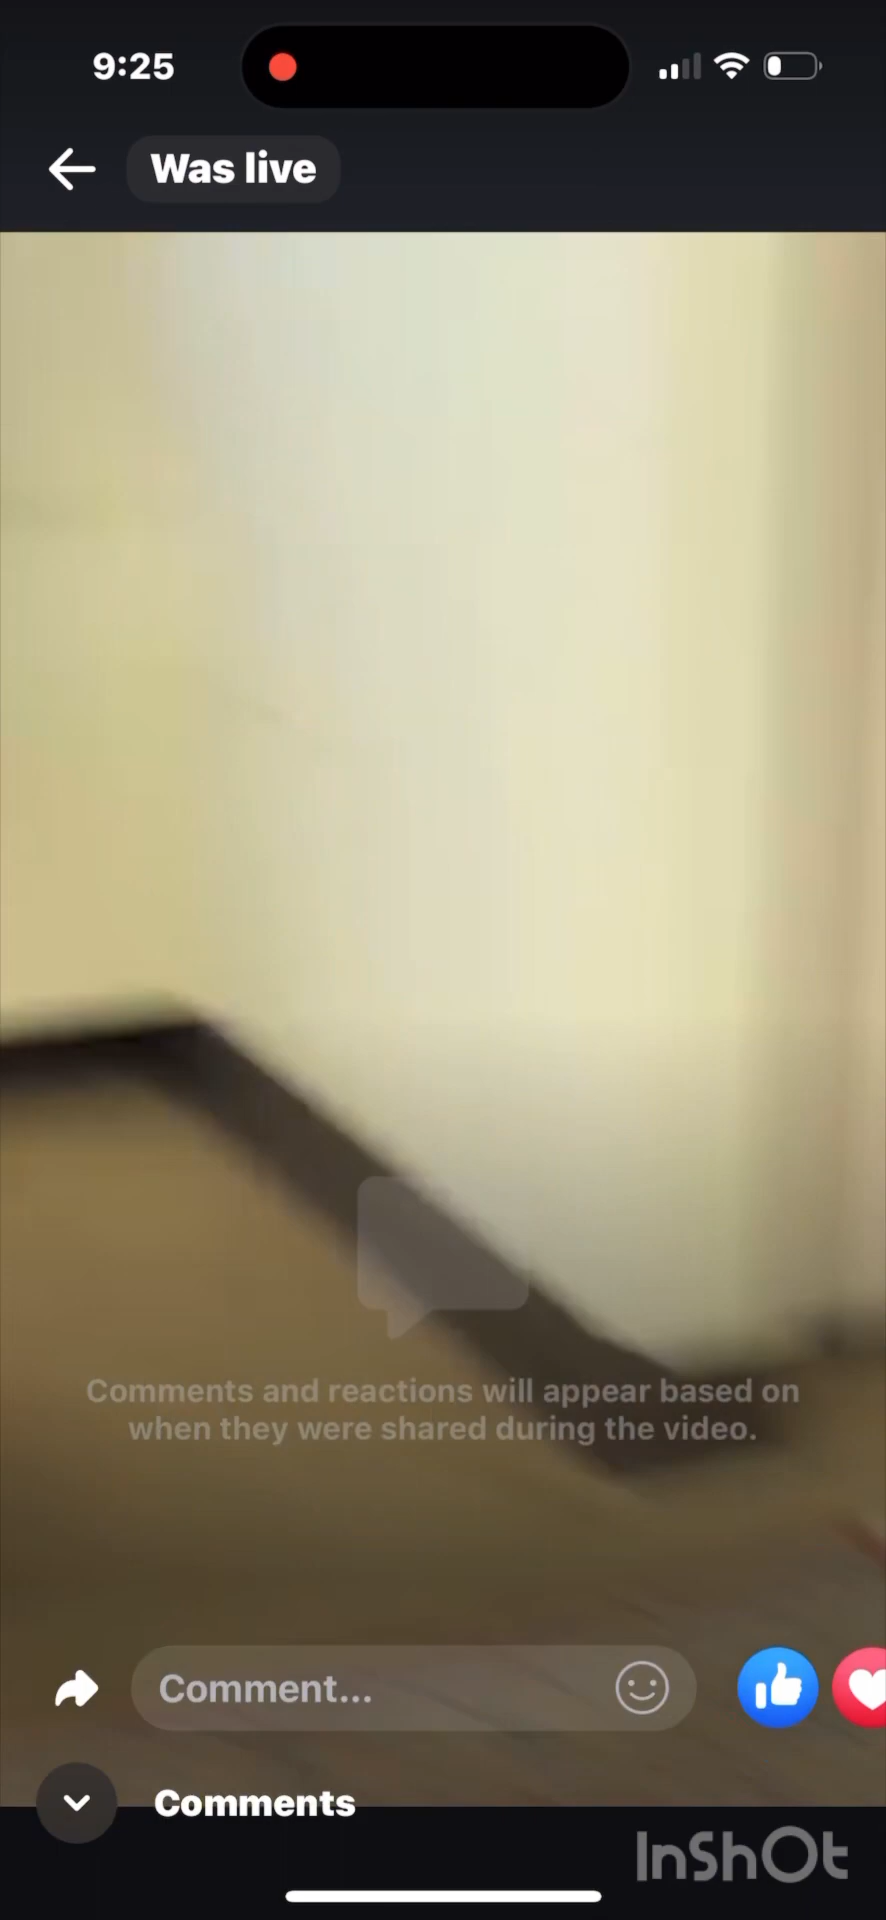 9:25
Was live
Comments and reactions will appear based on
when they were shared during the video.
Comment...
Comments
InShOt